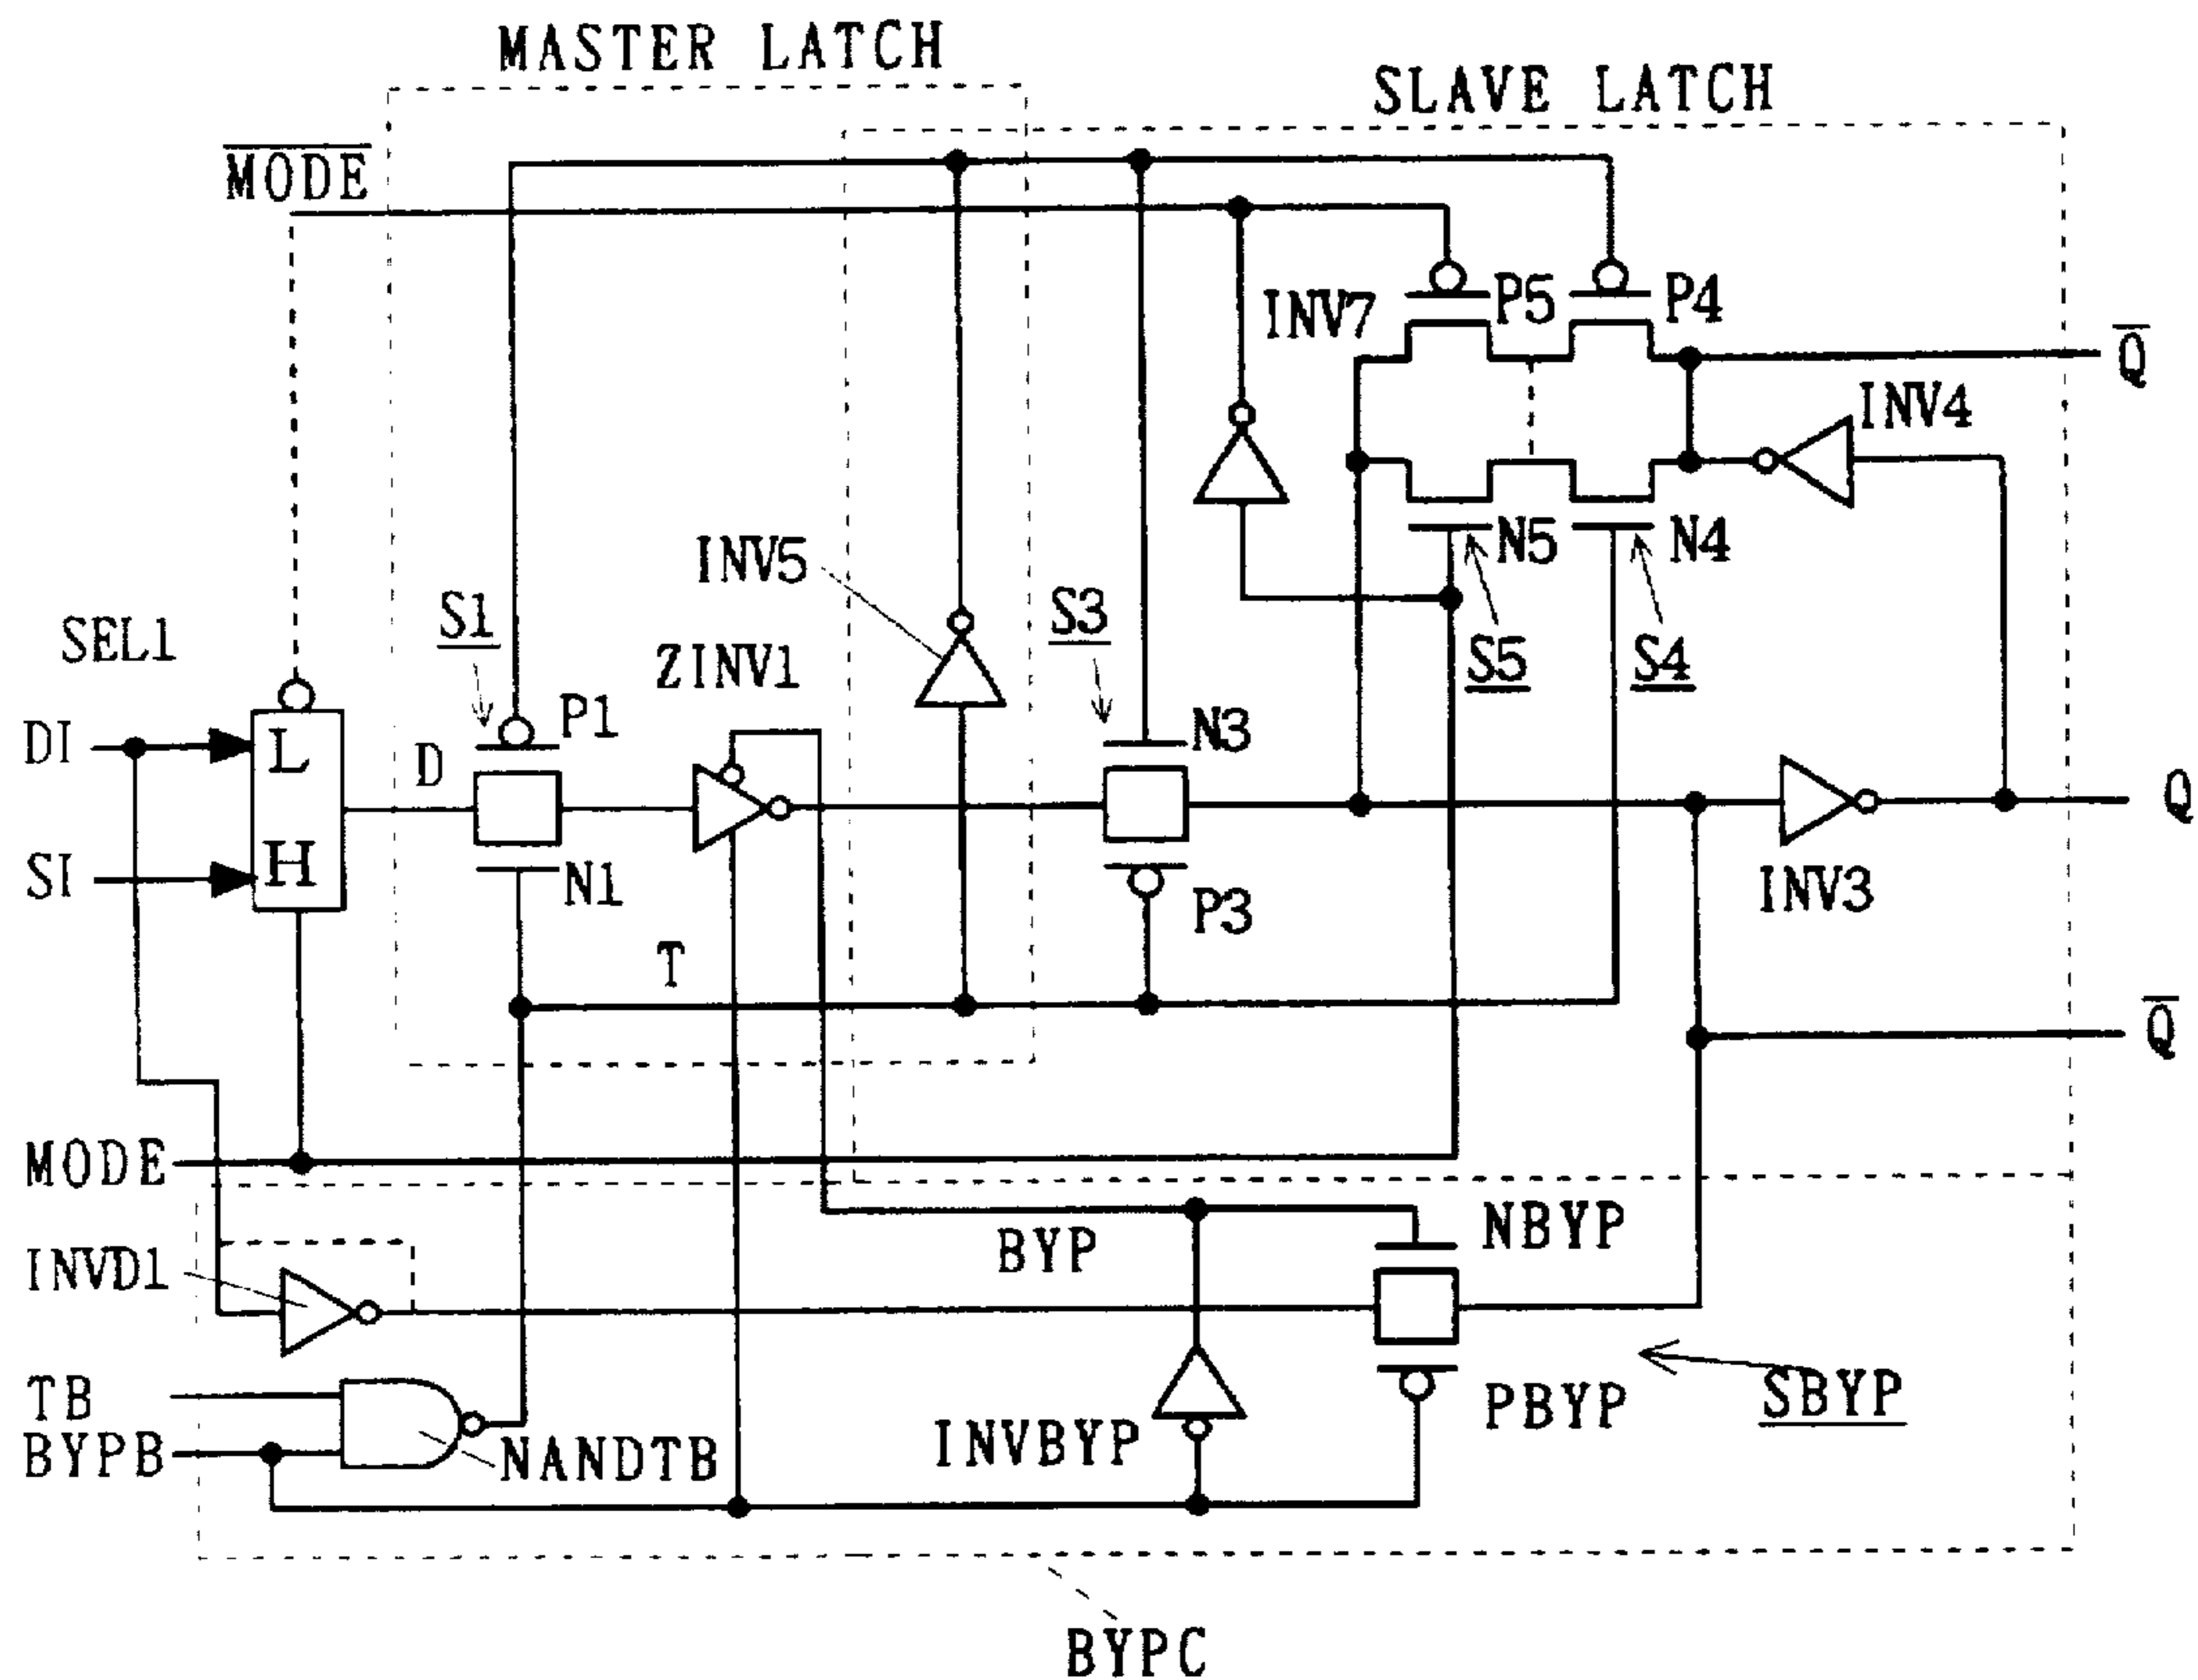 MASTER LATCH
SLAVE LATCH
MODE
INV7
P5
P4
Q
INV4
INV5
N5
N4
SEL1
S1
ZINV1
S3
S5
S4
DI
L
D
P1
N3
Q
SI
H
N1
P3
INV3
T
Q
MODE
BYP
NBYP
INVD1
TB
BYPB
NANDTB
INVBYP
PBYP
SBYP
BYPC